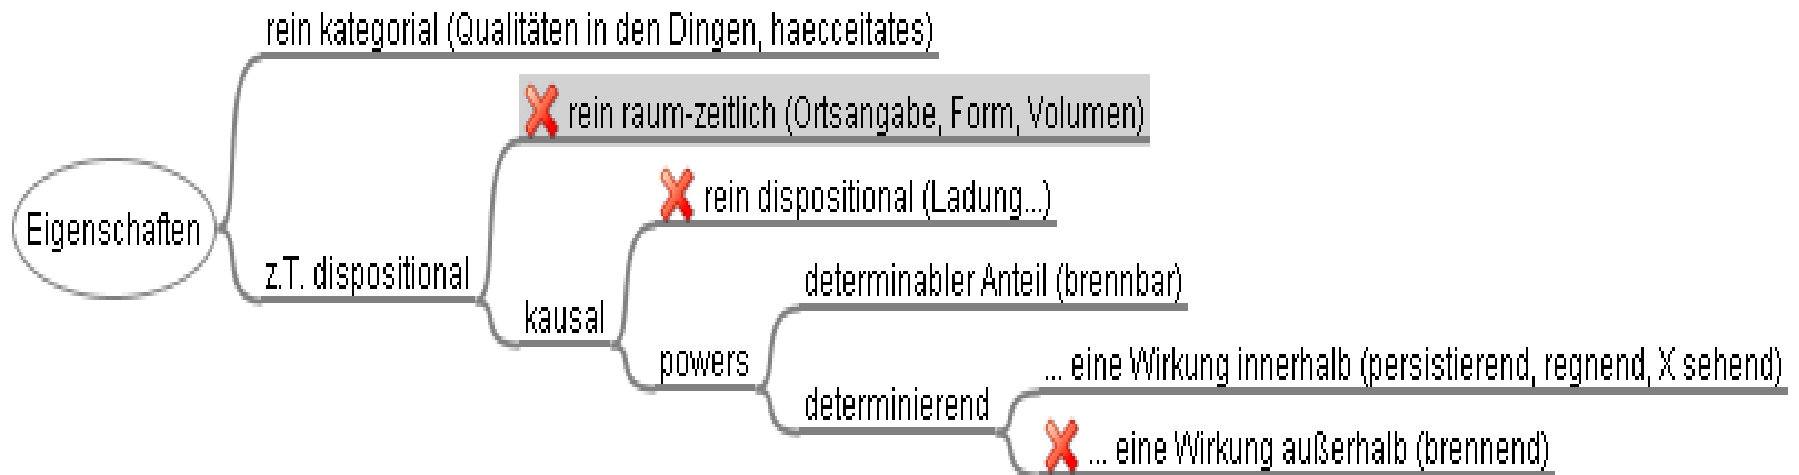 rein kategorial (Qualitäten in den Dingen, haecceitates)
rein raum-zeitlich (Ortsangabe, Form, Volumen)
rein dispositional (Ladung...)
Eigenschaften
z.T. dispositional
determinabler Anteil (brennbar)
kausal
powers
... eine Wirkung innerhalb (persistierend, regnend, X sehend)
determinierend
... eine Wirkung außerhalb (brennend)